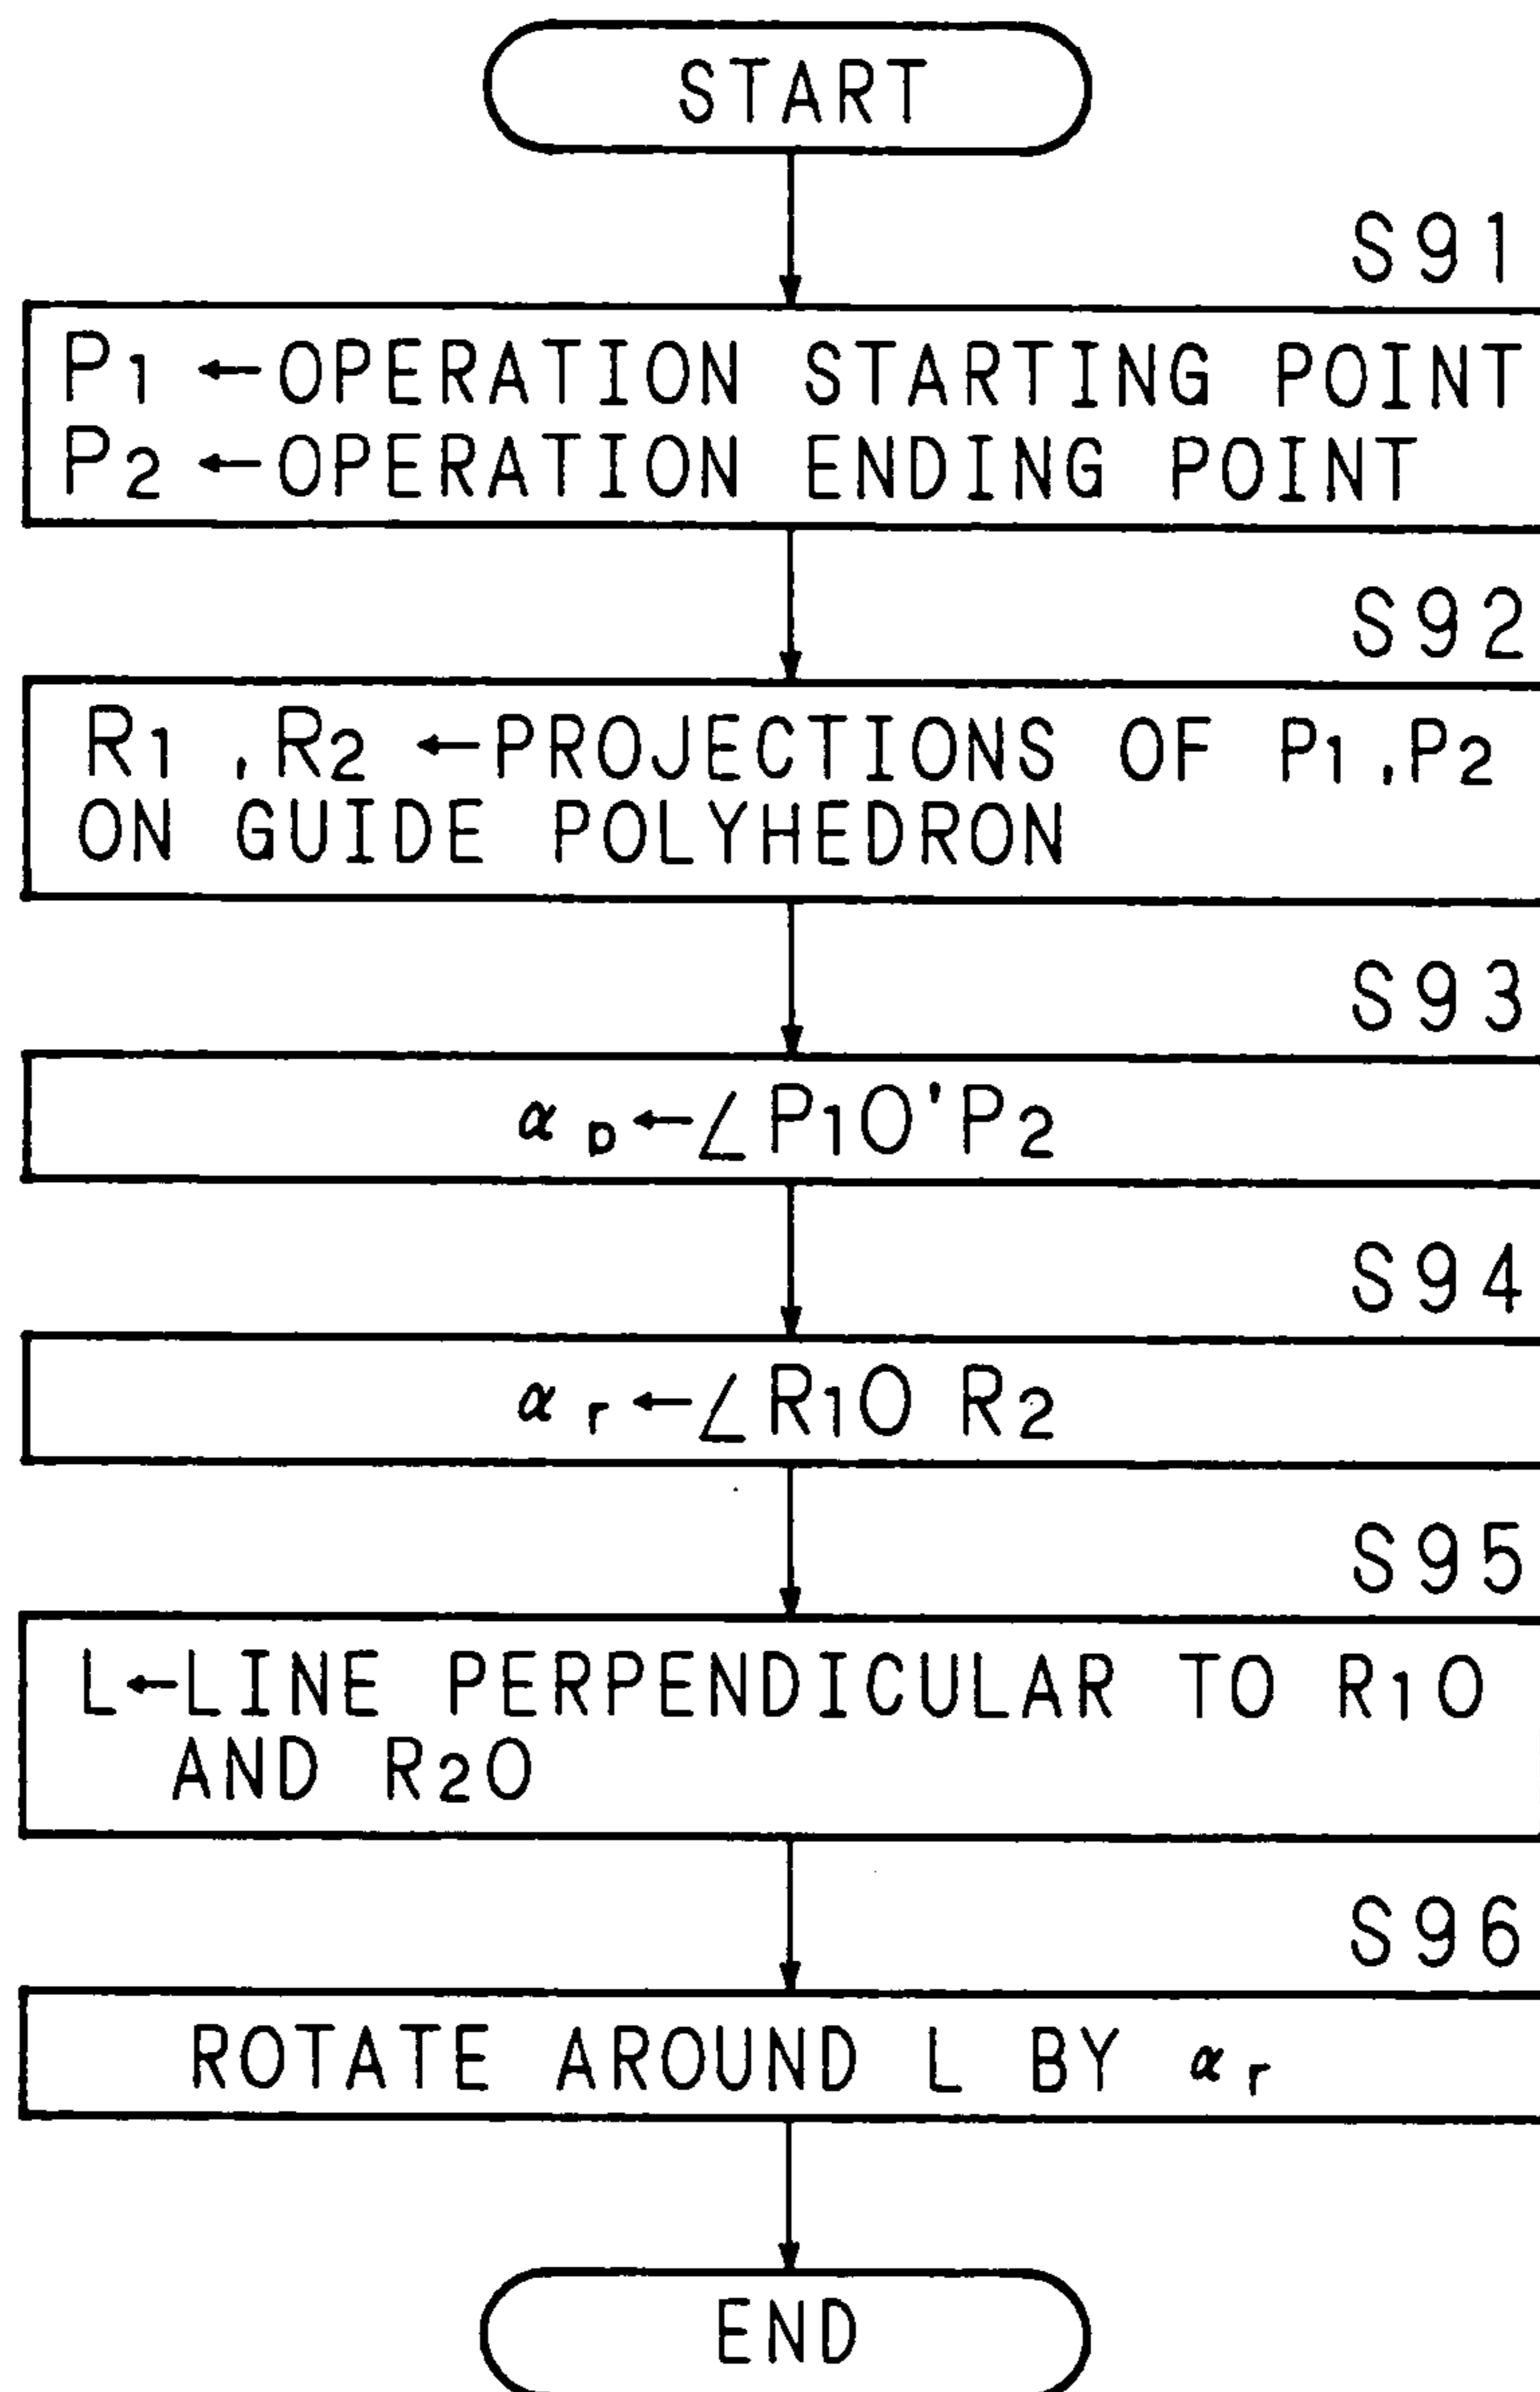 START
S91
P1 ←OPERATION STARTING POINT
P2 ←OPERATION ENDING POINT
S92
R1 ,R2 ←PROJECTIONS OF P1 ,P2
ON GUIDE POLYHEDRON
S93
α p←∠P1O'P2
S94
α r←∠R1O R2
S95
L←LINE PERPENDICULAR TO R1O
AND R2O
S96
ROTATE AROUND L BY αr
END